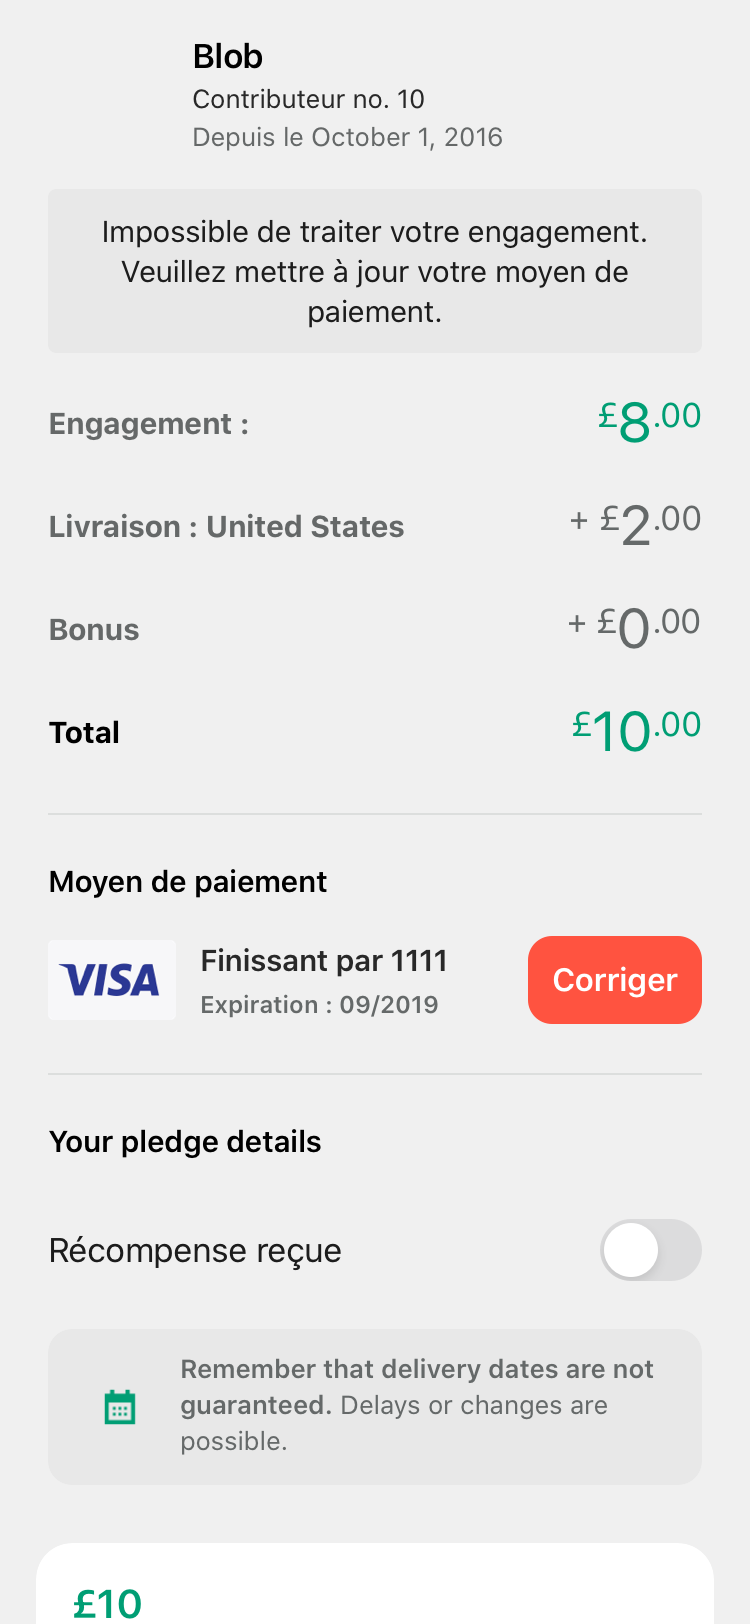 Blob
Contributeur no. 10
Depuis le October 1, 2016
Impossible de traiter votre engagement.
Veuillez mettre à jour votre moyen de
paiement.
Engagement : £8.00
Livraison : United States + £2.00
Bonus + £0.00
Total £10.00
Moyen de paiement
VISA
Finissant par 1111
Expiration : 09/2019
Corriger
Your pledge details
Récompense reçue
Remember that delivery dates are not
guaranteed. Delays or changes are
possible.
£10